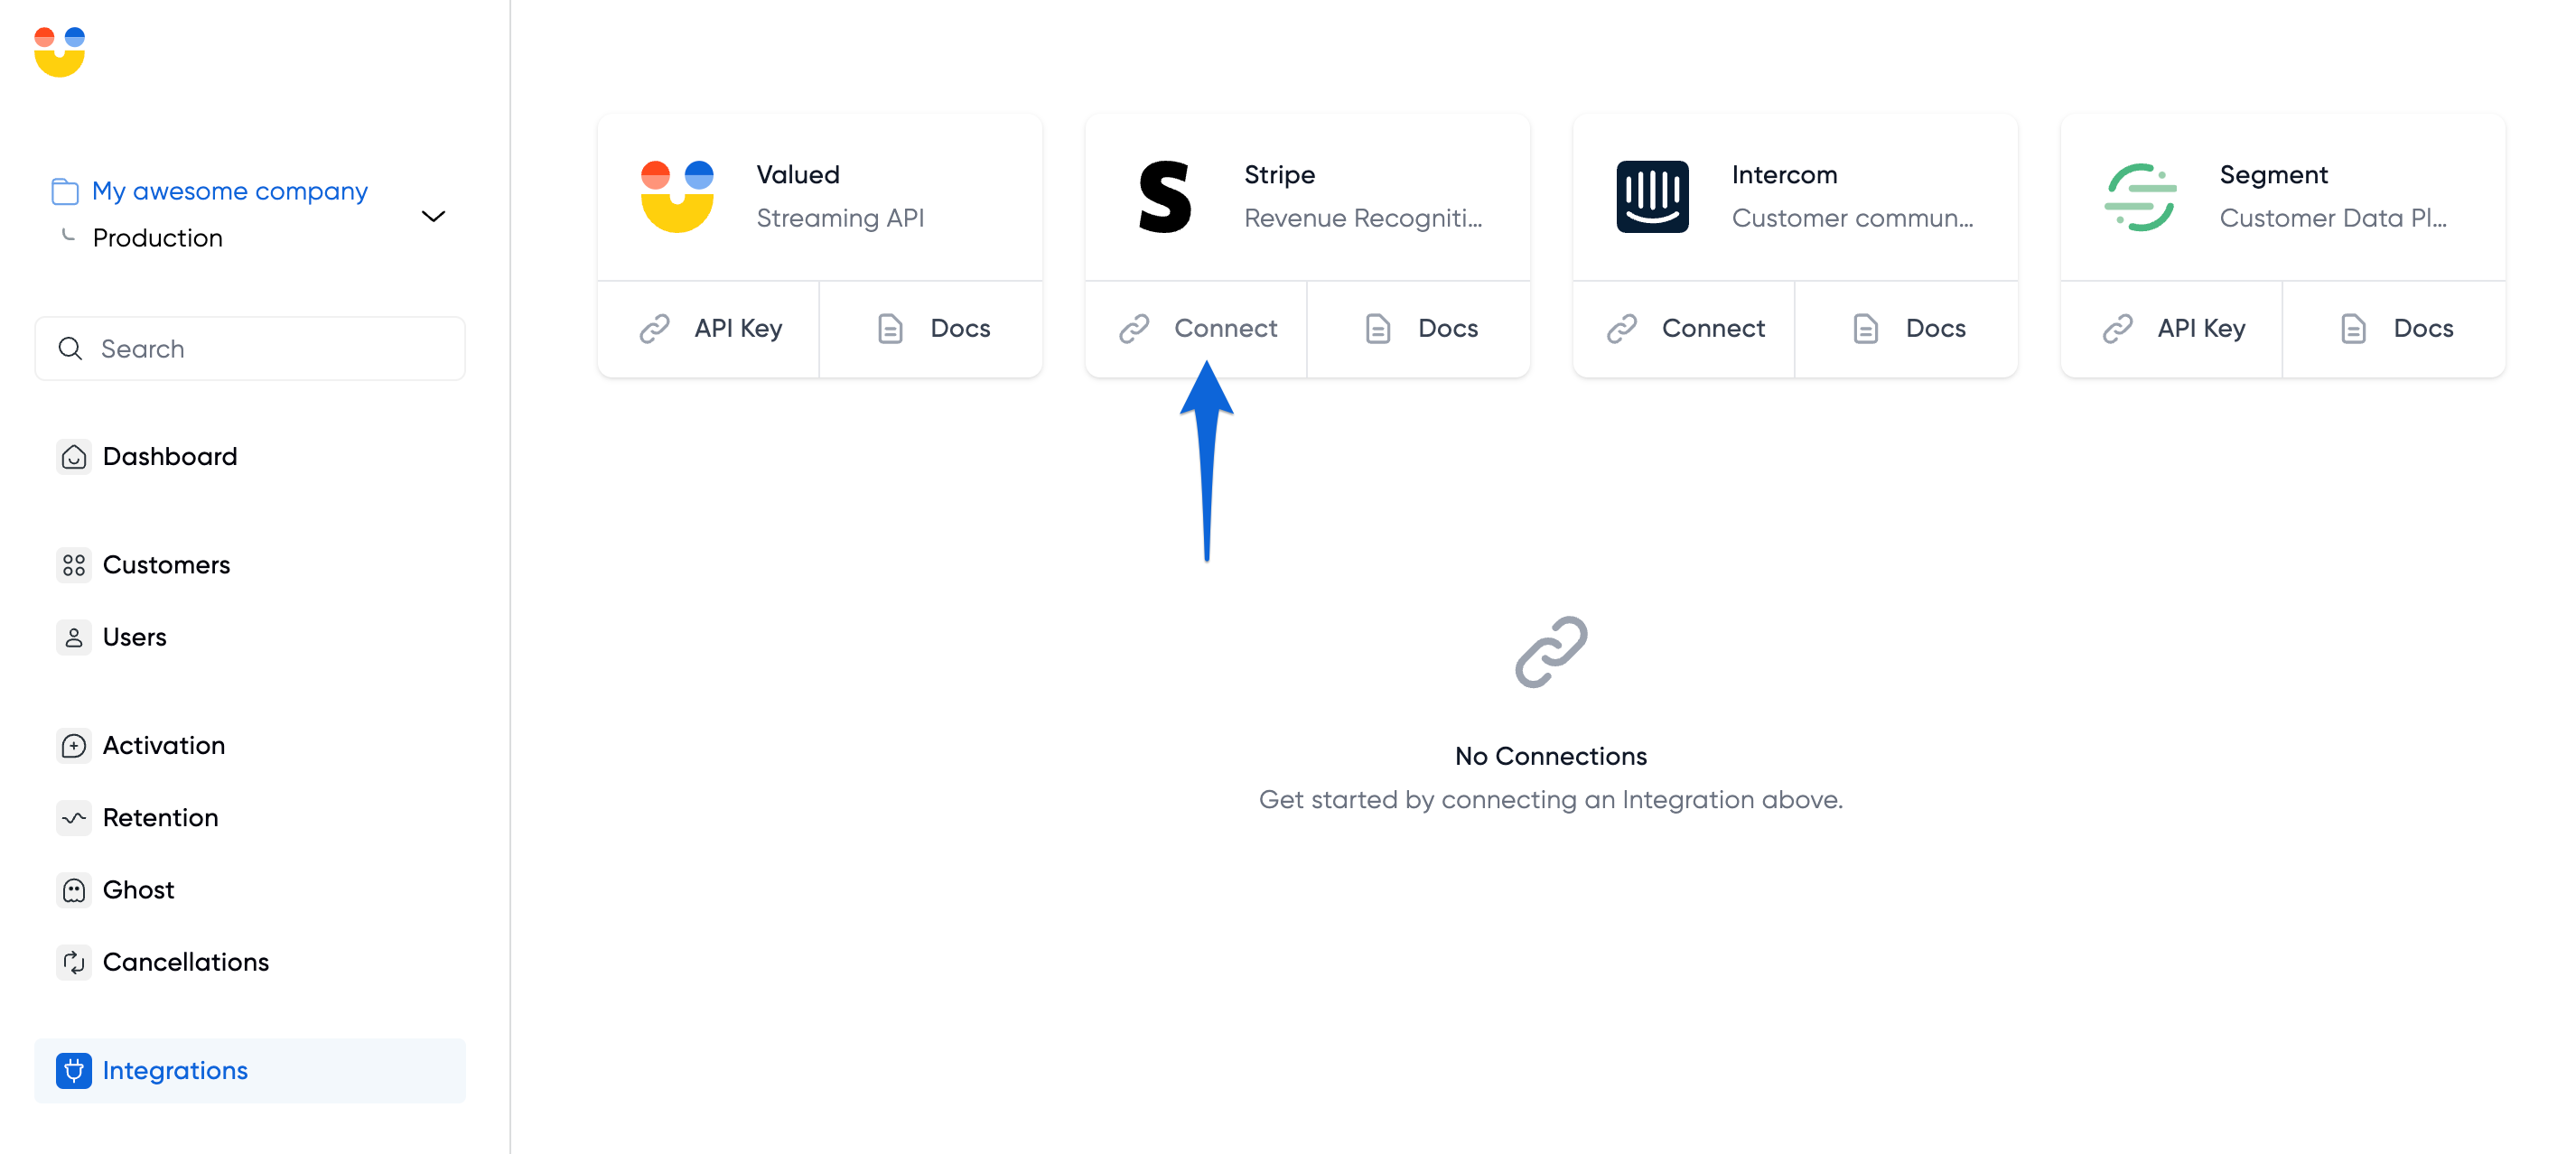 My awesome company
Production
Search
Dashboard
Customers
Users
Activation
Retention
Ghost
Cancellations
Integrations
Valued
Streaming API
API Key
Docs
Stripe
Revenue Recogniti...
Connect
Docs
Intercom
Customer commun...
Connect
Docs
Segment
Customer Data Pl...
API Key
Docs
No Connections
Get started by connecting an Integration above.